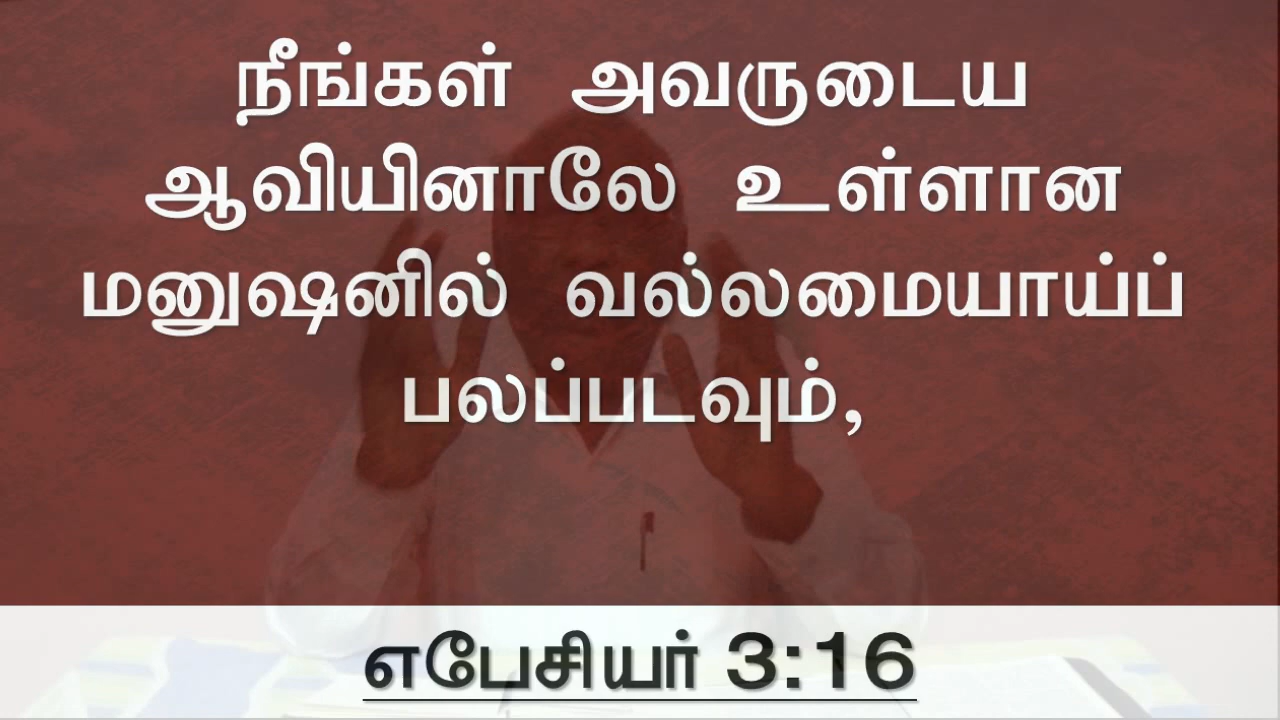 நீங்கள் அவருடைய
ஆவியினாலே உள்ளான
மனுஷனில் வல்லமையாய்ப்
பலப்படவும்,
எபேசியர் 3:16